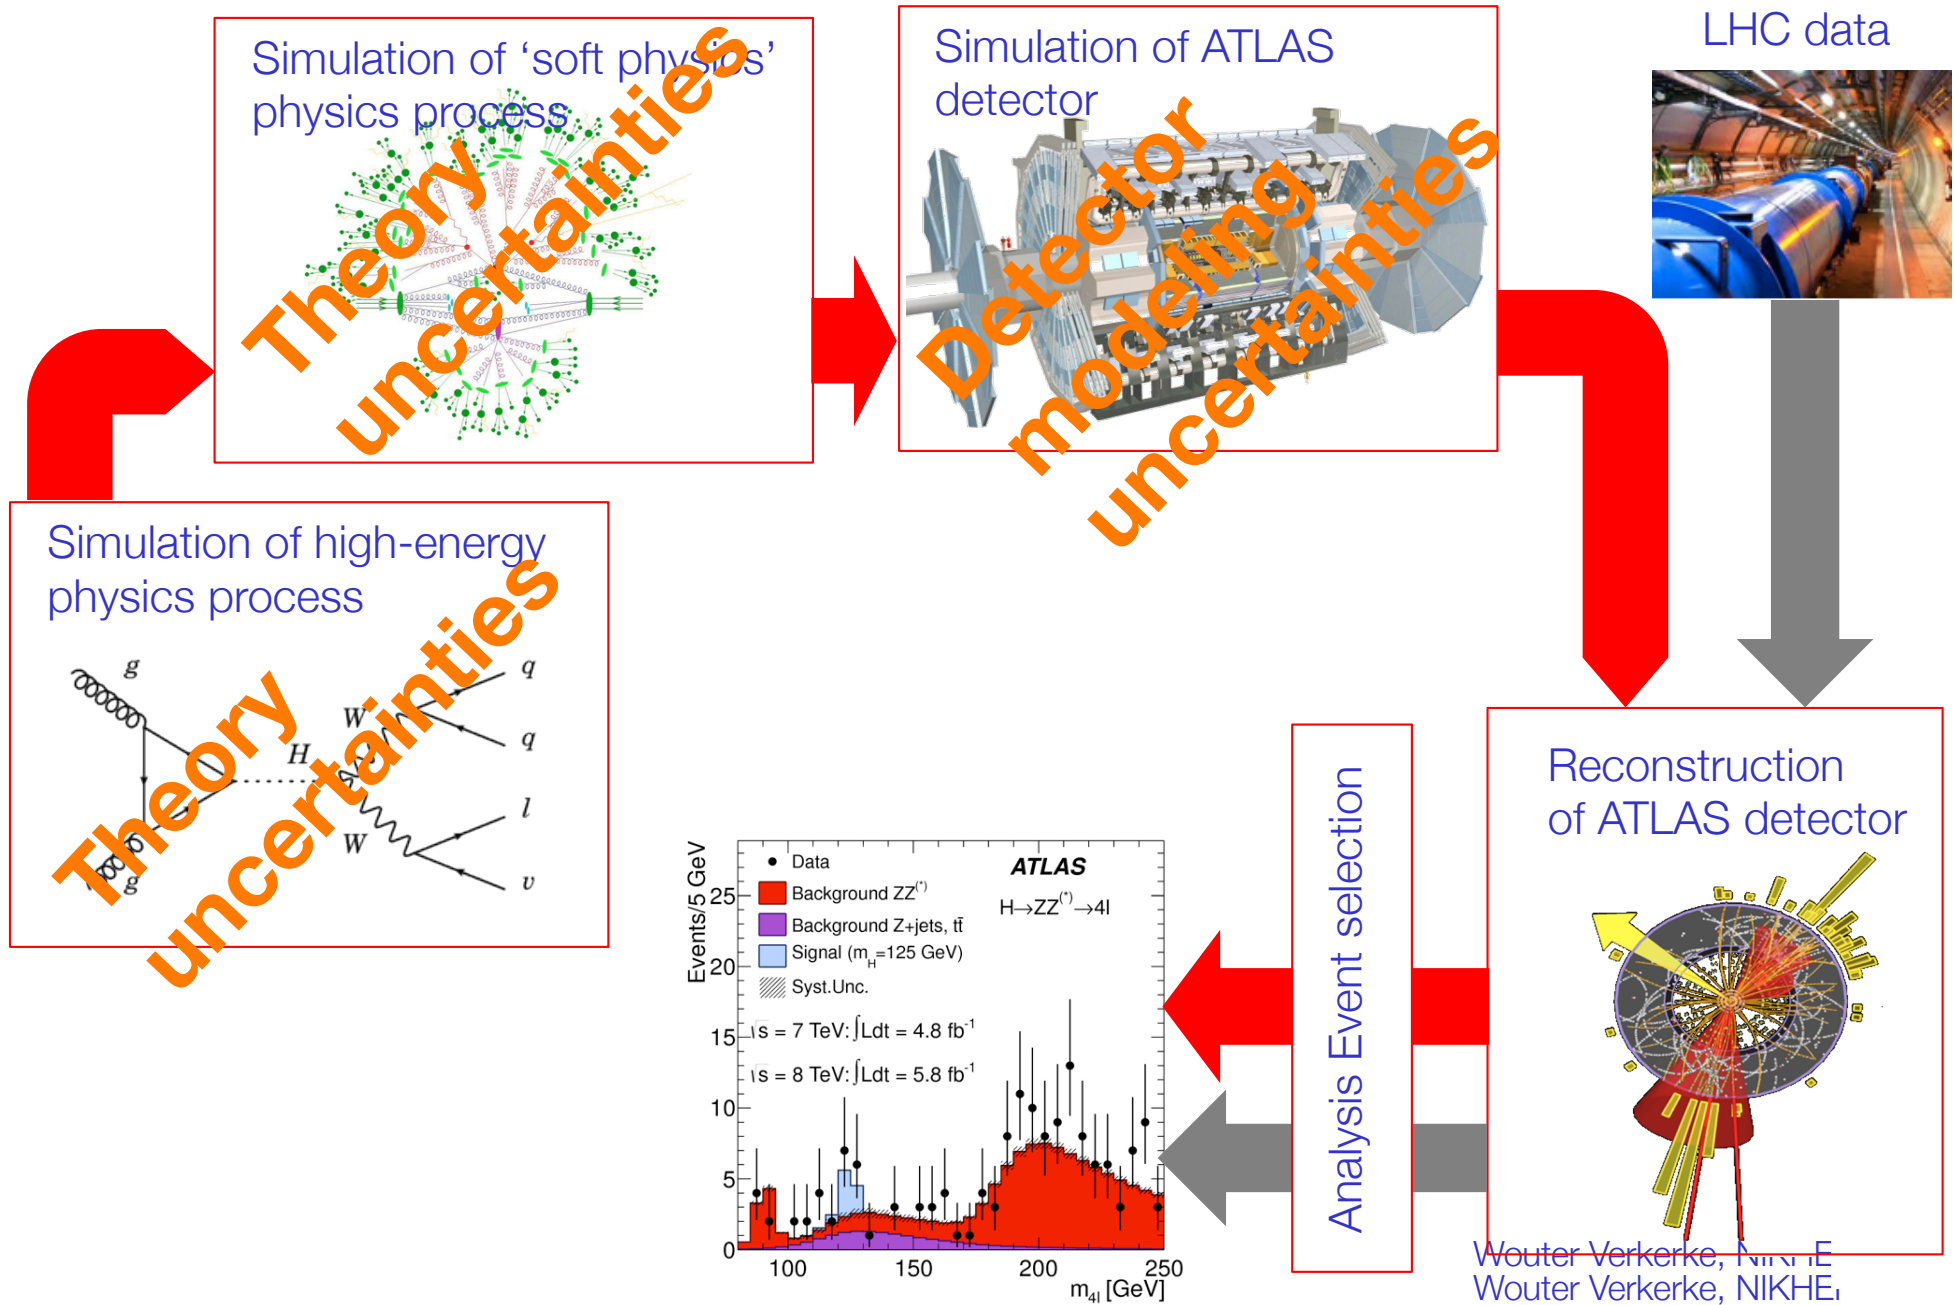 Simulation of ‘soft physics’
physics process
Theory
uncertainties
Simulation of ATLAS
detector
Detector
modeling
uncertainties
LHC data
Simulation of high-energy
physics process
Theory
uncertainties
g
g
H
W
W
q
q
l
ν
Reconstruction
of ATLAS detector
Analysis Event selection
Events/5 GeV
Data
Background ZZ(*)
Background Z+jets, tt̄
Signal (mH=125 GeV)
Syst.Unc.
√s = 7 TeV: ∫Ldt = 4.8 fb-1
√s = 8 TeV: ∫Ldt = 5.8 fb-1
ATLAS
H→ZZ(*)→4l
25
20
15
10
5
0
100
150
200
250
m4l [GeV]
Wouter Verkerke,
Wouter Verkerke,